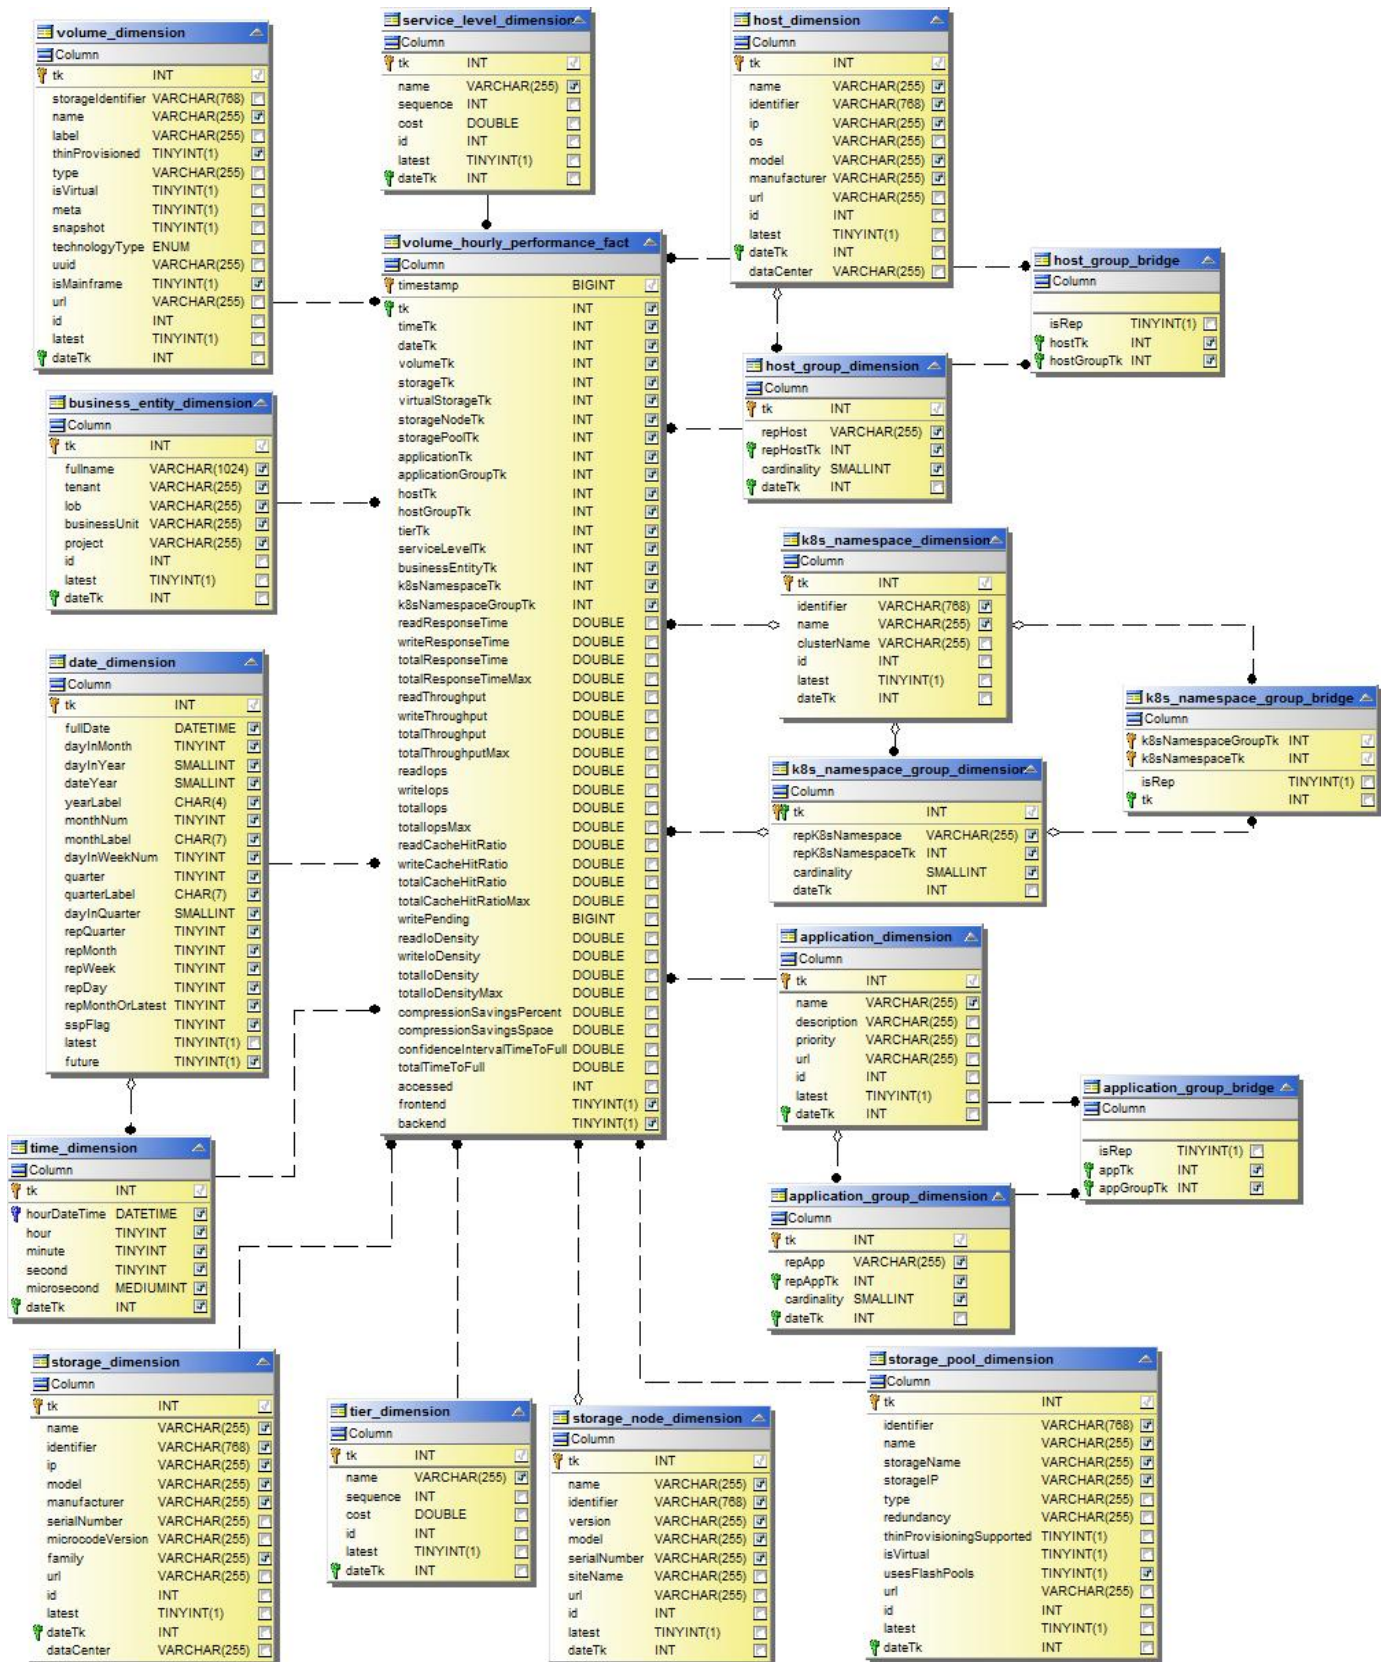 volume_dimension
Column
tk INT
storageIdentifier VARCHAR(768)
name VARCHAR(255)
label VARCHAR(255)
thinProvisioned TINYINT(1)
type VARCHAR(255)
isVirtual TINYINT(1)
meta TINYINT(1)
snapshot TINYINT(1)
technologyType ENUM
uuid VARCHAR(255)
isMainframe TINYINT(1)
url VARCHAR(255)
id INT
latest TINYINT(1)
dateTk INT
service_level_dimension
Column
tk INT
name VARCHAR(255)
sequence INT
cost DOUBLE
id INT
latest TINYINT(1)
dateTk INT
host_dimension
Column
tk INT
name VARCHAR(255)
identifier VARCHAR(768)
ip VARCHAR(255)
os VARCHAR(255)
model VARCHAR(255)
manufacturer VARCHAR(255)
url VARCHAR(255)
id INT
latest TINYINT(1)
dateTk INT
dataCenter VARCHAR(255)
host_group_bridge
Column
isRep TINYINT(1)
hostTk INT
hostGroupTk INT
volume_hourly_performance_fact
Column
timestamp BIGINT
tk INT
timeTk INT
dateTk INT
volumeTk INT
storageTk INT
virtualStorageTk INT
storageNodeTk INT
storagePoolTk INT
applicationTk INT
applicationGroupTk INT
hostTk INT
hostGroupTk INT
tierTk INT
serviceLevelTk INT
businessEntityTk INT
k8sNamespaceTk INT
k8sNamespaceGroupTk INT
readResponseTime DOUBLE
writeResponseTime DOUBLE
totalResponseTime DOUBLE
totalResponseTimeMax DOUBLE
readThroughput DOUBLE
writeThroughput DOUBLE
totalThroughput DOUBLE
totalThroughputMax DOUBLE
readIops DOUBLE
writeIops DOUBLE
totalIops DOUBLE
totalIopsMax DOUBLE
readCacheHitRatio DOUBLE
writeCacheHitRatio DOUBLE
totalCacheHitRatio DOUBLE
totalCacheHitRatioMax DOUBLE
writePending BIGINT
readIoDensity DOUBLE
writeIoDensity DOUBLE
totalIoDensity DOUBLE
totalIoDensityMax DOUBLE
compressionSavingsPercent DOUBLE
compressionSavingsSpace DOUBLE
confidenceIntervalTimeToFull DOUBLE
totalTimeToFull DOUBLE
accessed INT
frontend TINYINT(1)
backend TINYINT(1)
host_group_dimension
Column
tk INT
repHost VARCHAR(255)
repHostTk INT
cardinality SMALLINT
dateTk INT
business_entity_dimension
Column
tk INT
fullname VARCHAR(1024)
tenant VARCHAR(255)
lob VARCHAR(255)
businessUnit VARCHAR(255)
project VARCHAR(255)
id INT
latest TINYINT(1)
dateTk INT
k8s_namespace_dimension
Column
tk INT
identifier VARCHAR(768)
name VARCHAR(255)
clusterName VARCHAR(255)
id INT
latest TINYINT(1)
dateTk INT
date_dimension
Column
tk INT
fullDate DATETIME
dayInMonth TINYINT
dayInYear SMALLINT
dateYear SMALLINT
yearLabel CHAR(4)
monthNum TINYINT
monthLabel CHAR(7)
dayInWeekNum TINYINT
quarter TINYINT
quarterLabel CHAR(7)
dayInQuarter SMALLINT
repQuarter TINYINT
repMonth TINYINT
repWeek TINYINT
repDay TINYINT
repMonthOrLatest TINYINT
sspFlag TINYINT
latest TINYINT(1)
future TINYINT(1)
k8s_namespace_group_bridge
Column
k8sNamespaceGroupTk INT
k8sNamespaceTk INT
isRep TINYINT(1)
tk INT
k8s_namespace_group_dimension
Column
tk INT
repK8sNamespace VARCHAR(255)
repK8sNamespaceTk INT
cardinality SMALLINT
dateTk INT
application_dimension
Column
tk INT
name VARCHAR(255)
description VARCHAR(255)
priority VARCHAR(255)
url VARCHAR(255)
id INT
latest TINYINT(1)
dateTk INT
application_group_bridge
Column
isRep TINYINT(1)
appTk INT
appGroupTk INT
time_dimension
Column
tk INT
hourDateTime DATETIME
hour TINYINT
minute TINYINT
second TINYINT
microsecond MEDIUMINT
dateTk INT
application_group_dimension
Column
tk INT
repApp VARCHAR(255)
repAppTk INT
cardinality SMALLINT
dateTk INT
storage_dimension
Column
tk INT
name VARCHAR(255)
identifier VARCHAR(768)
ip VARCHAR(255)
model VARCHAR(255)
manufacturer VARCHAR(255)
serialNumber VARCHAR(255)
microcodeVersion VARCHAR(255)
family VARCHAR(255)
url VARCHAR(255)
id INT
latest TINYINT(1)
dateTk INT
dataCenter VARCHAR(255)
tier_dimension
Column
tk INT
name VARCHAR(255)
sequence INT
cost DOUBLE
id INT
latest TINYINT(1)
dateTk INT
storage_node_dimension
Column
tk INT
name VARCHAR(255)
identifier VARCHAR(768)
version VARCHAR(255)
model VARCHAR(255)
serialNumber VARCHAR(255)
siteName VARCHAR(255)
url VARCHAR(255)
id INT
latest TINYINT(1)
dateTk INT
storage_pool_dimension
Column
tk INT
identifier VARCHAR(768)
name VARCHAR(255)
storageName VARCHAR(255)
storageIP VARCHAR(255)
type VARCHAR(255)
redundancy VARCHAR(255)
thinProvisioningSupported TINYINT(1)
isVirtual TINYINT(1)
usesFlashPools TINYINT(1)
url VARCHAR(255)
id INT
latest TINYINT(1)
dateTk INT